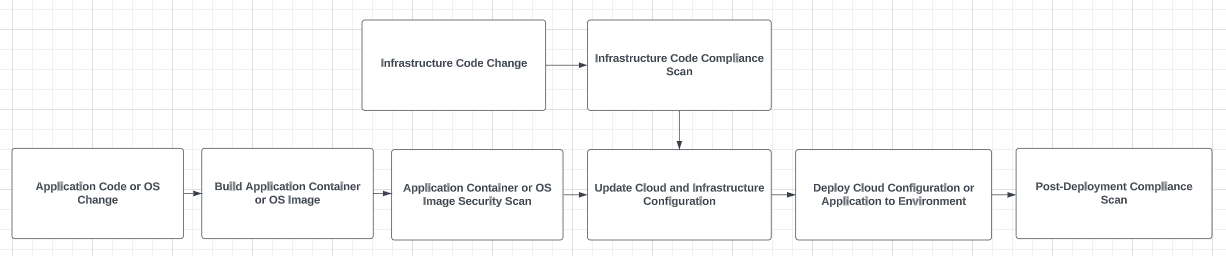 Infrastructure Code Change
Infrastructure Code Compliance
Scan
Application Code or OS
Change
Build Application Container
or OS Image
Application Container or OS
Image Security Scan
Update Cloud and Infrastructure
Configuration
Deploy Cloud Configuration or
Application to Environment
Post-Deployment Compliance
Scan